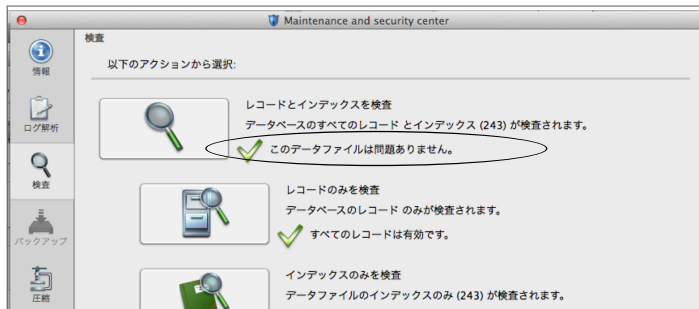 Maintenance and security center
検査
以下のアクションから選択:
情報
ログ解析
検査
バックアップ
圧縮
レコードとインデックスを検査
データベースのすべてのレコード とインデックス (243) が検査されます。
このデータファイルは問題ありません。
レコードのみを検査
データベースのレコード のみが検査されます。
すべてのレコードは有効です。
インデックスのみを検査
データファイルのインデックスのみ (243) が検査されます。